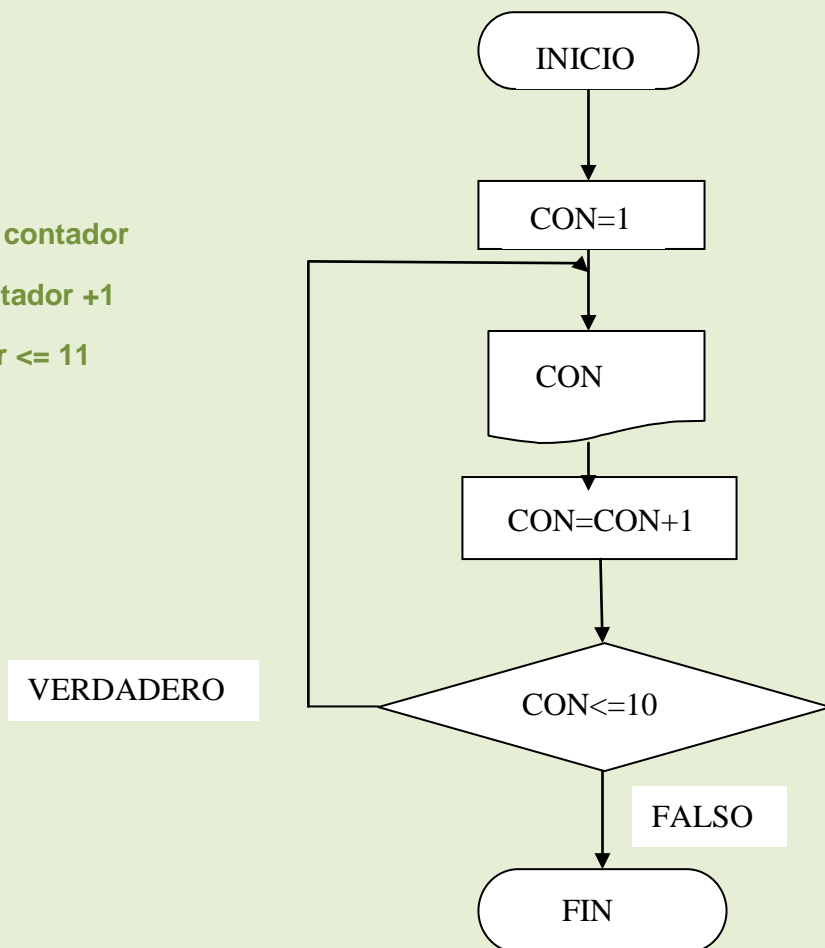 INICIO
CON=1
contador
tador +1
r <= 11
CON
CON=CON+1
CON<=10
VERDADERO
FALSO
FIN